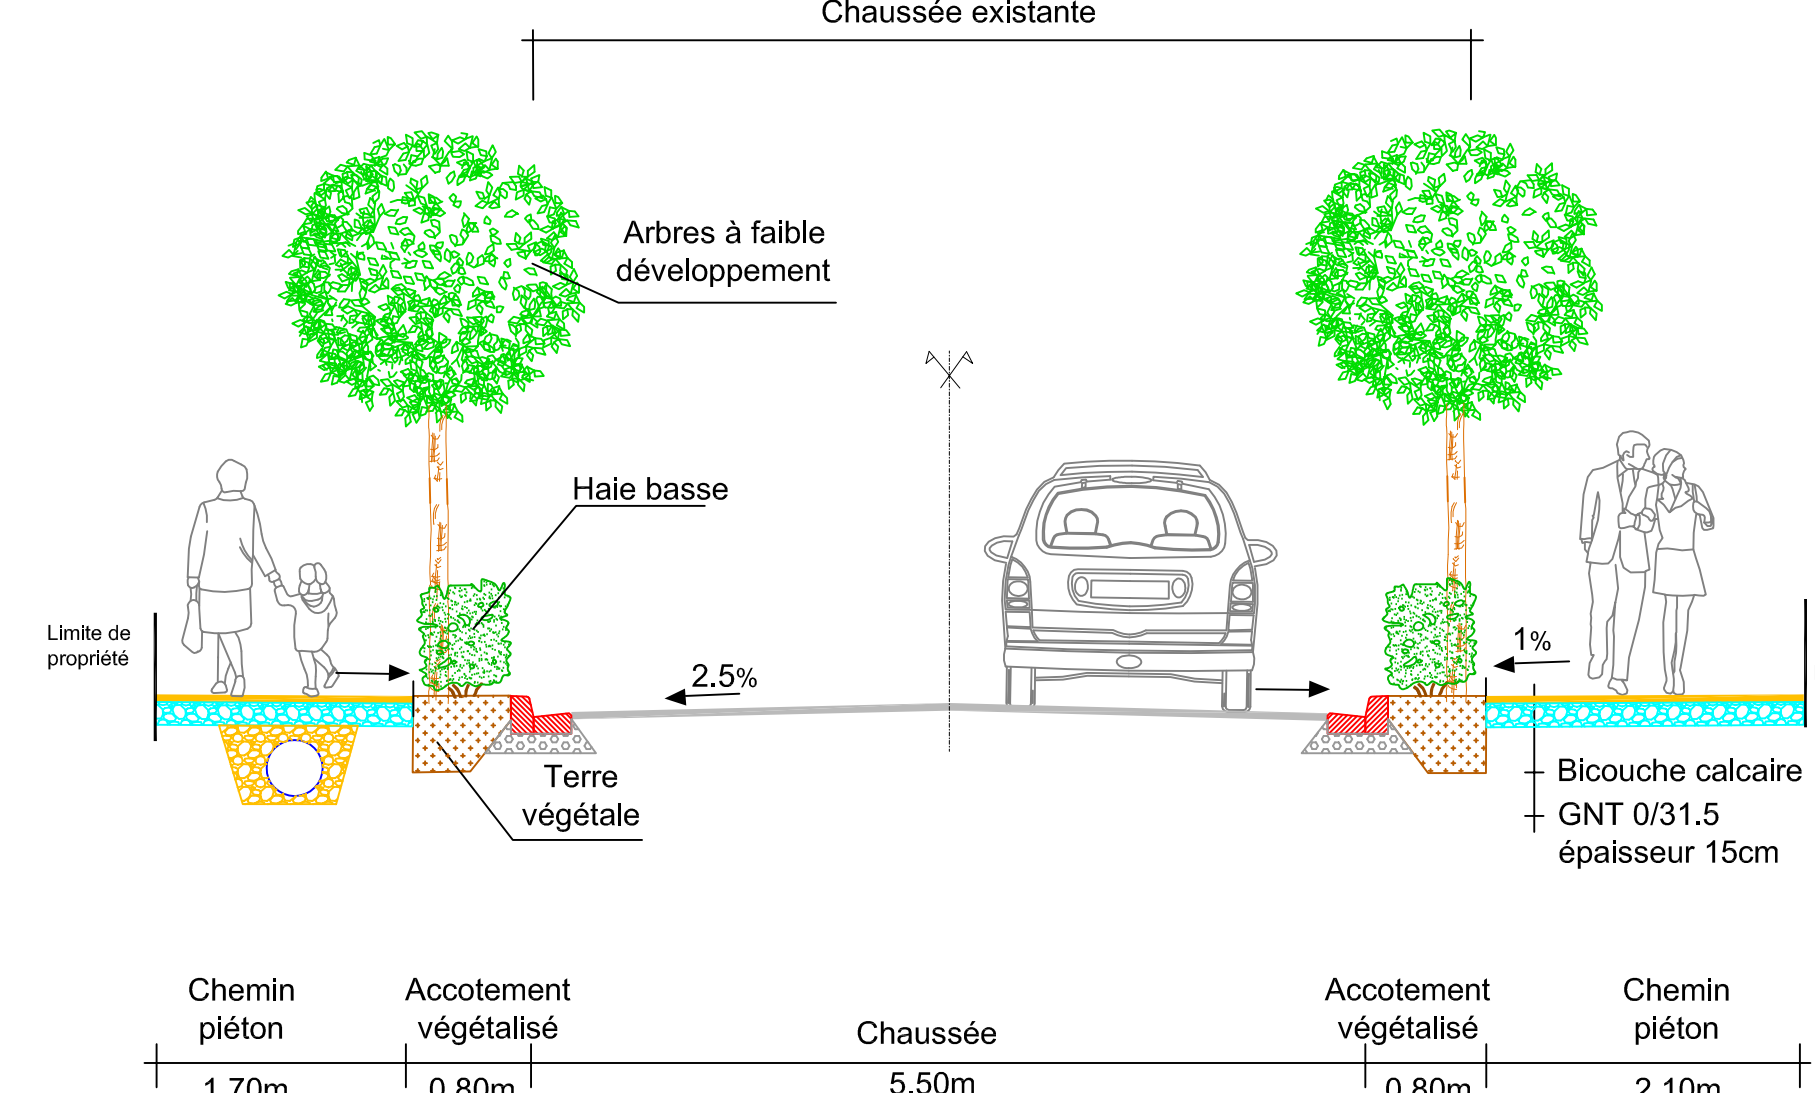 Chaussée existante
Arbres à faible
développement
Haie basse
Limite de
propriété
2.5%
1%
Terre
végétale
Bicouche calcaire
GNT 0/31.5
épaisseur 15cm
Chemin
piéton
Accotement
végétalisé
Chaussée
Accotement
végétalisé
Chemin
piéton
1.70m
0.80m
5.50m
0.80m
2.10m